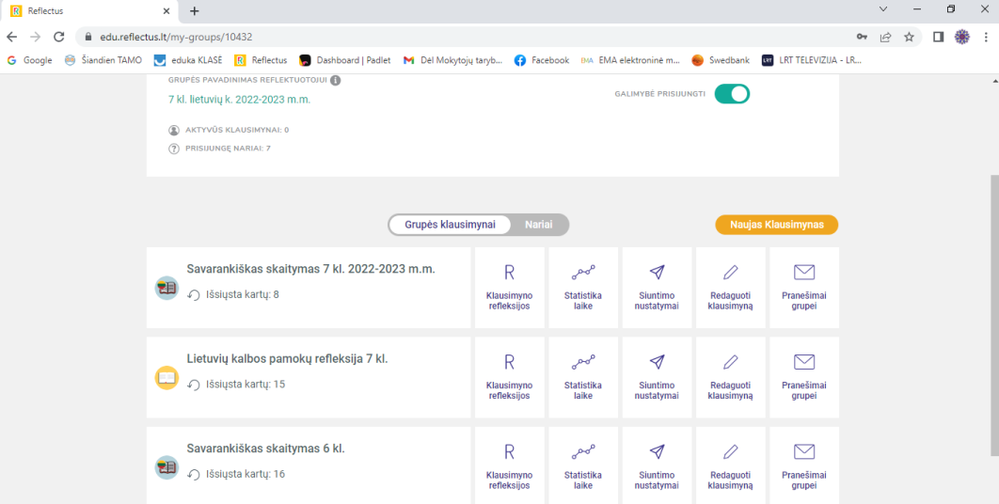 Reflectus
edu.reflectus.lt/my-groups/10432
Google Šiandien TAMO eduka KLASĖ Reflectus Dashboard | Padlet Dėl Mokytojų taryb... Facebook EMA EMA elektroninė m... Swedbank LRT LRT TELEVIZIJA - LR...
GRUPĖS PAVADINIMAS REFLEKTUOTOJUI
7 kl. lietuvių k. 2022-2023 m.m.
GALIMYBĖ PRISIJUNGTI
AKTYVŪS KLAUSIMYNAI: 0
PRISIJUNGĘ NARIAI: 7
Grupės klausimynai Nariai Naujas Klausimynas
Savarankiškas skaitymas 7 kl. 2022-2023 m.m.
Išsiųsta kartų: 8
Klausimyno refleksijos
Statistika laike
Siuntimo nustatymai
Redaguoti klausimyną
Pranešimai grupei
Lietuvių kalbos pamokų refleksija 7 kl.
Išsiųsta kartų: 15
Klausimyno refleksijos
Statistika laike
Siuntimo nustatymai
Redaguoti klausimyną
Pranešimai grupei
Savarankiškas skaitymas 6 kl.
Išsiųsta kartų: 16
Klausimyno refleksijos
Statistika laike
Siuntimo nustatymai
Redaguoti klausimyną
Pranešimai grupei